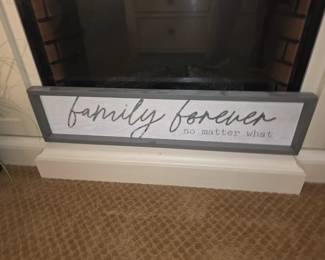 family forever
no matter what